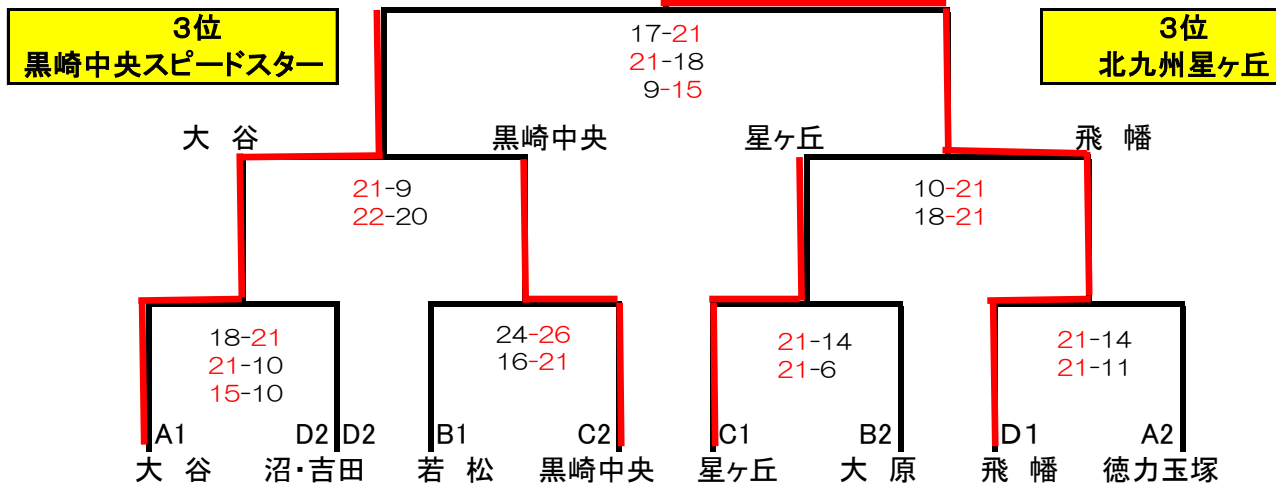 3位
黒崎中央スピードスター
17-21
21-18
9-15
3位
北九州星ヶ丘
大 谷
黒崎中央
星ヶ丘
飛 幡
21-9
22-20
10-21
18-21
18-21
21-10
15-10
24-26
16-21
21-14
21-6
21-14
21-11
A1
D2
D2
B1
C2
C1
B2
D1
A2
大 谷
沼・吉田
若 松
黒崎中央
星ヶ丘
大 原
飛 幡
徳力玉塚